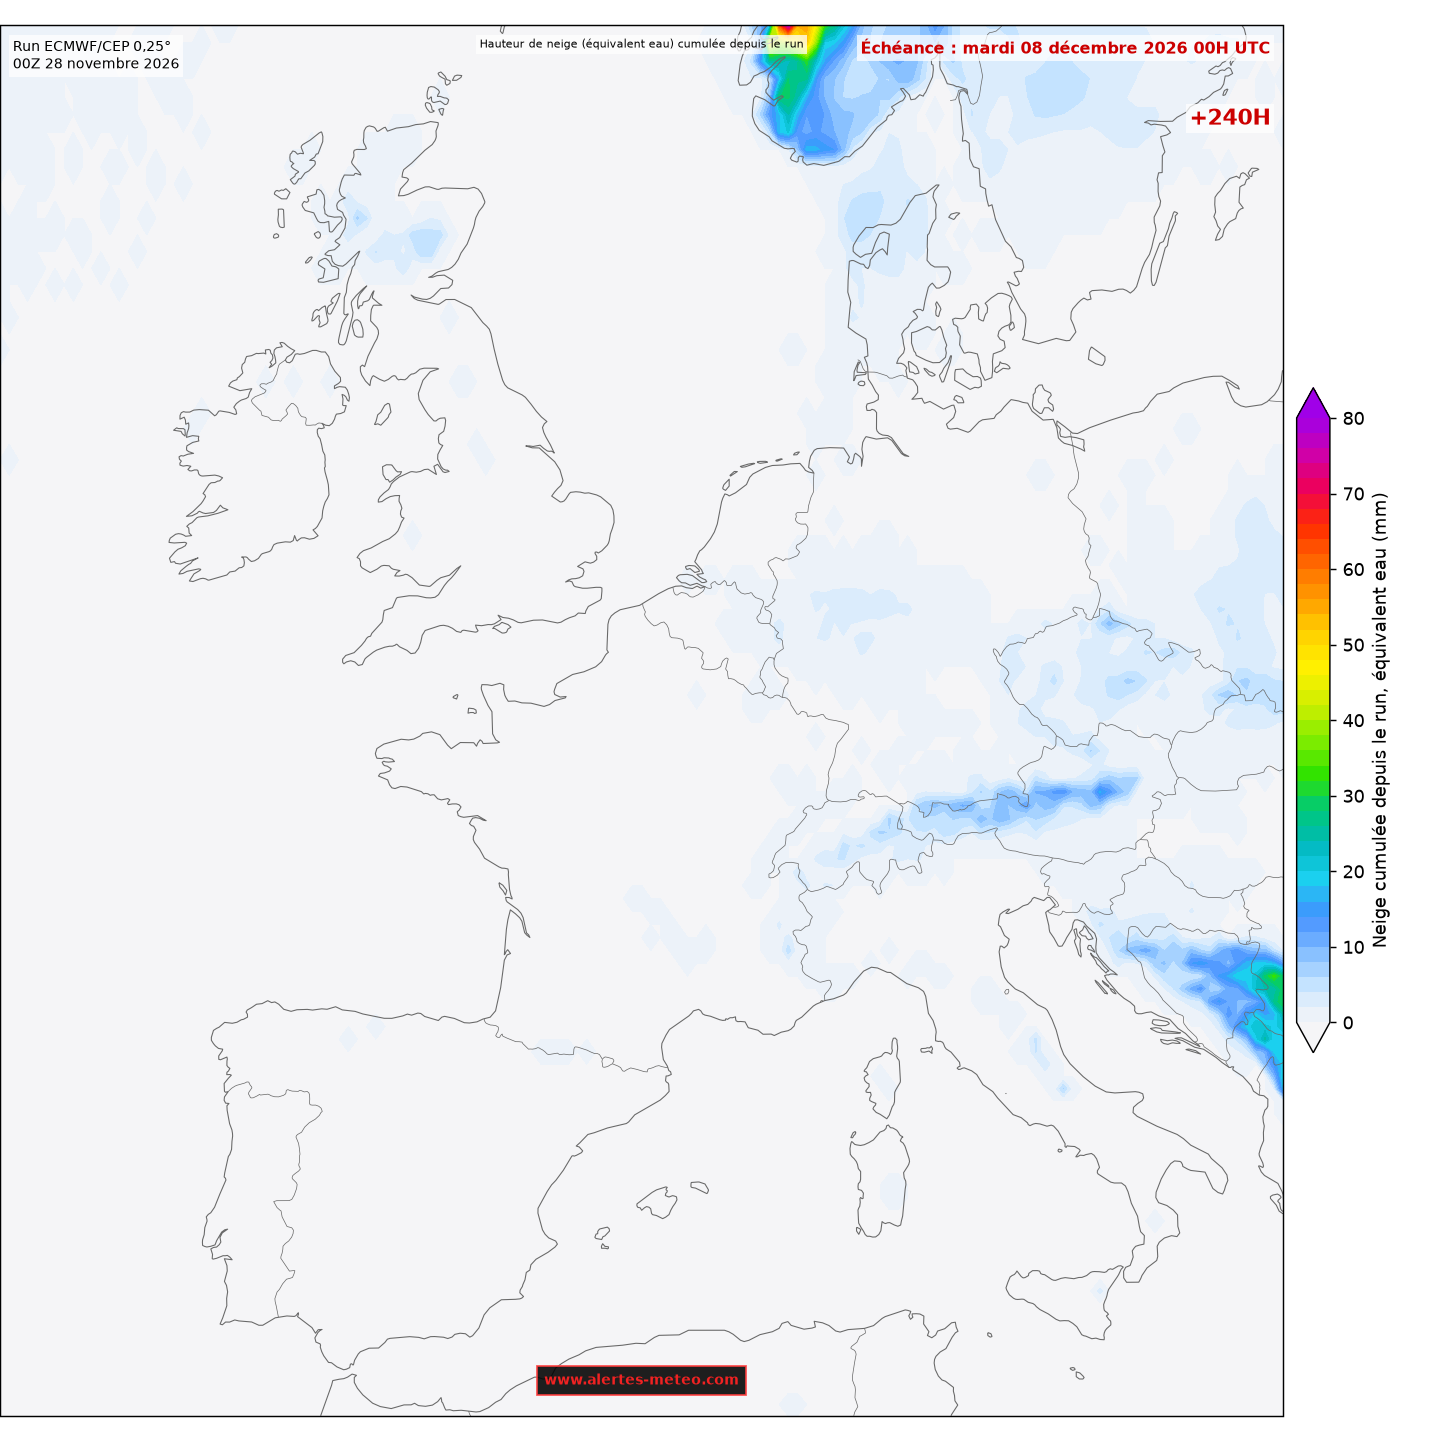 Run ECMWF/CEP 0,25°
00Z 28 novembre 2026
Hauteur de neige (équivalent eau) cumulée depuis le run
Échéance : mardi 08 décembre 2026 00H UTC
+240H
80
70
60
50
40
30
20
10
0
Neige cumulée depuis le run, équivalent eau (mm)
www.alertes-meteo.com